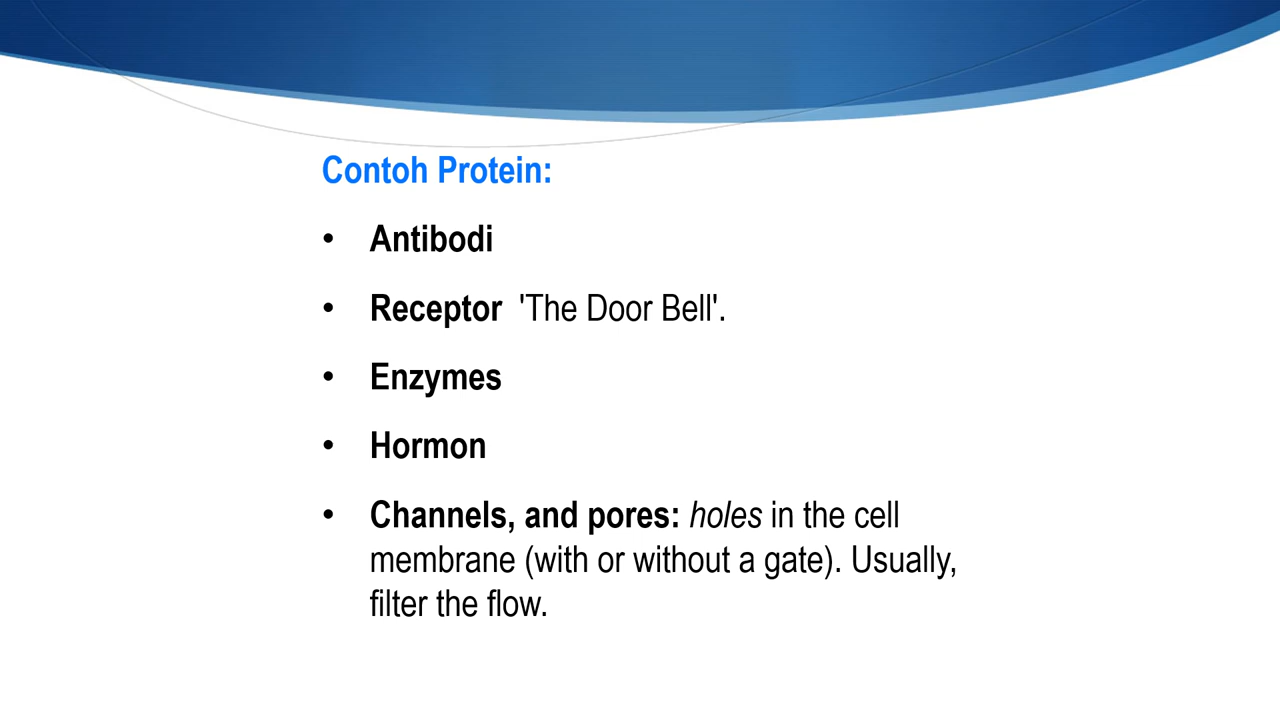 Contoh Protein:
• Antibodi
• Receptor 'The Door Bell'.
• Enzymes
• Hormon
• Channels, and pores: holes in the cell
membrane (with or without a gate). Usually,
filter the flow.